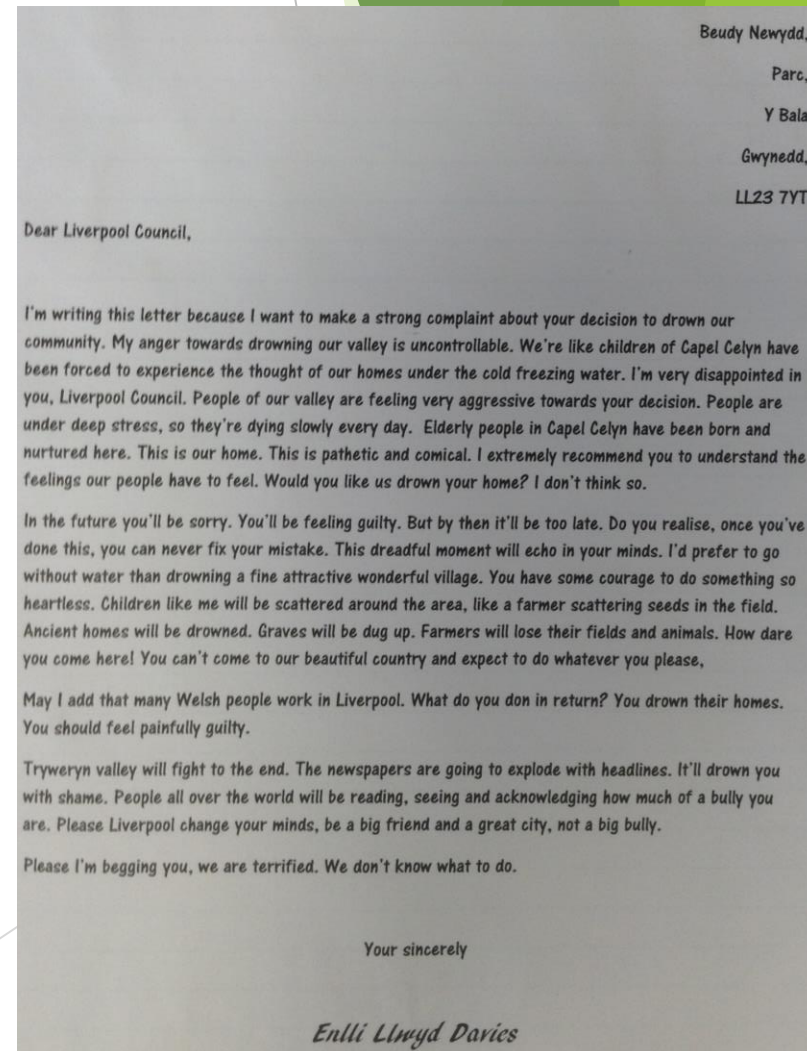 Beudy Newydd,
Parc,
Y Bala
Gwynedd,
LL23 7YT
Dear Liverpool Council,
I'm writing this letter because I want to make a strong complaint about your decision to drown our
community. My anger towards drowning our valley is uncontrollable. We're like children of Capel Celyn have
been forced to experience the thought of our homes under the cold freezing water. I'm very disappointed in
you, Liverpool Council. People of our valley are feeling very aggressive towards your decision. People are
under deep stress, so they're dying slowly every day. Elderly people in Capel Celyn have been born and
nurtured here. This is our home. This is pathetic and comical. I extremely recommend you to understand the
feelings our people have to feel. Would you like us drown your home? I don't think so.
In the future you'll be sorry. You'll be feeling guilty. But by then it'll be too late. Do you realise, once you've
done this, you can never fix your mistake. This dreadful moment will echo in your minds. I'd prefer to go
without water than drowning a fine attractive wonderful village. You have some courage to do something so
heartless. Children like me will be scattered around the area, like a farmer scattering seeds in the field.
Ancient homes will be drowned. Graves will be dug up. Farmers will lose their fields and animals. How dare
you come here! You can't come to our beautiful country and expect to do whatever you please,
May I add that many Welsh people work in Liverpool. What do you don in return? You drown their homes.
You should feel painfully guilty.
Tryweryn valley will fight to the end. The newspapers are going to explode with headlines. It'll drown you
with shame. People all over the world will be reading, seeing and acknowledging how much of a bully you
are. Please Liverpool change your minds, be a big friend and a great city, not a big bully.
Please I'm begging you, we are terrified. We don't know what to do.
Your sincerely
Enlli Llwyd Davies